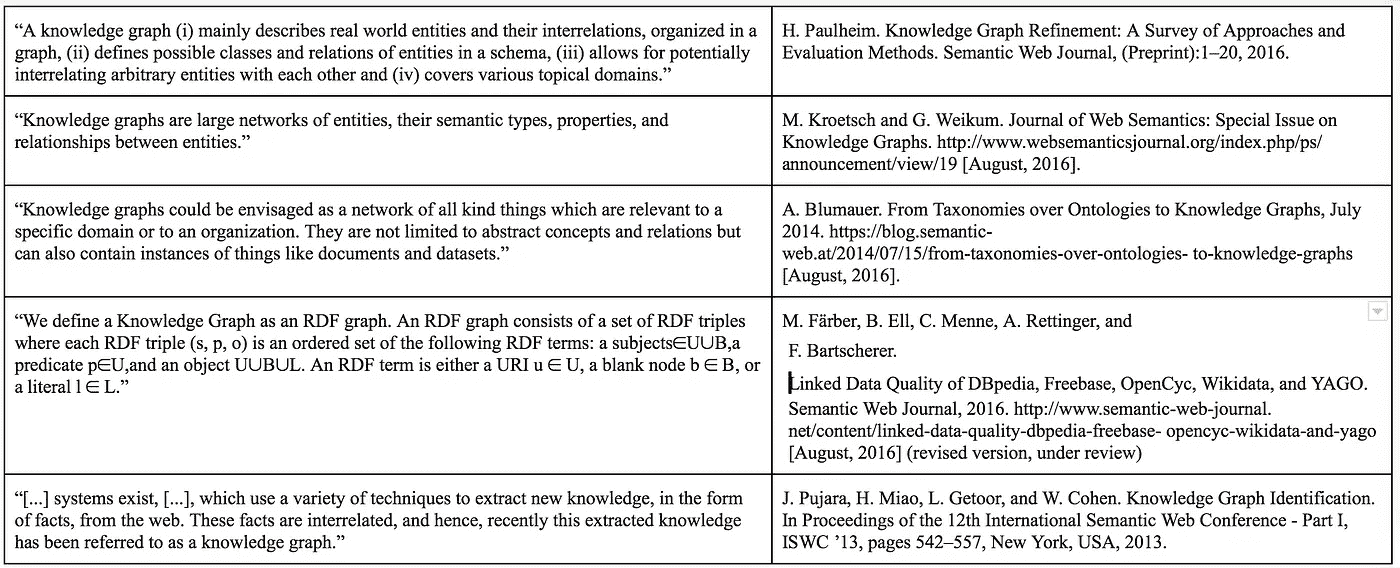 “A knowledge graph (i) mainly describes real world entities and their interrelations, organized in a
graph, (ii) defines possible classes and relations of entities in a schema, (iii) allows for potentially
interrelating arbitrary entities with each other and (iv) covers various topical domains.”
H. Paulheim. Knowledge Graph Refinement: A Survey of Approaches and
Evaluation Methods. Semantic Web Journal, (Preprint):1–20, 2016.
“Knowledge graphs are large networks of entities, their semantic types, properties, and
relationships between entities.”
M. Kroetsch and G. Weikum. Journal of Web Semantics: Special Issue on
Knowledge Graphs. http://www.websemanticsjournal.org/index.php/ps/
announcement/view/19 [August, 2016].
“Knowledge graphs could be envisaged as a network of all kind things which are relevant to a
specific domain or to an organization. They are not limited to abstract concepts and relations but
can also contain instances of things like documents and datasets.”
A. Blumauer. From Taxonomies over Ontologies to Knowledge Graphs, July
2014. https://blog.semantic-
web.at/2014/07/15/from-taxonomies-over-ontologies- to-knowledge-graphs
[August, 2016].
“We define a Knowledge Graph as an RDF graph. An RDF graph consists of a set of RDF triples
where each RDF triple (s, p, o) is an ordered set of the following RDF terms: a subjects∈U∪B,a
predicate p∈U,and an object U∪B∪L. An RDF term is either a URI u ∈ U, a blank node b ∈ B, or
a literal l ∈ L.”
M. Färber, B. Ell, C. Menne, A. Rettinger, and
F. Bartscherer.
Linked Data Quality of DBpedia, Freebase, OpenCyc, Wikidata, and YAGO.
Semantic Web Journal, 2016. http://www.semantic-web-journal.
net/content/linked-data-quality-dbpedia-freebase- opencyc-wikidata-and-yago
[August, 2016] (revised version, under review)
“[...] systems exist, [...], which use a variety of techniques to extract new knowledge, in the form
of facts, from the web. These facts are interrelated, and hence, recently this extracted knowledge
has been referred to as a knowledge graph.”
J. Pujara, H. Miao, L. Getoor, and W. Cohen. Knowledge Graph Identification.
In Proceedings of the 12th International Semantic Web Conference - Part I,
ISWC ’13, pages 542–557, New York, USA, 2013.